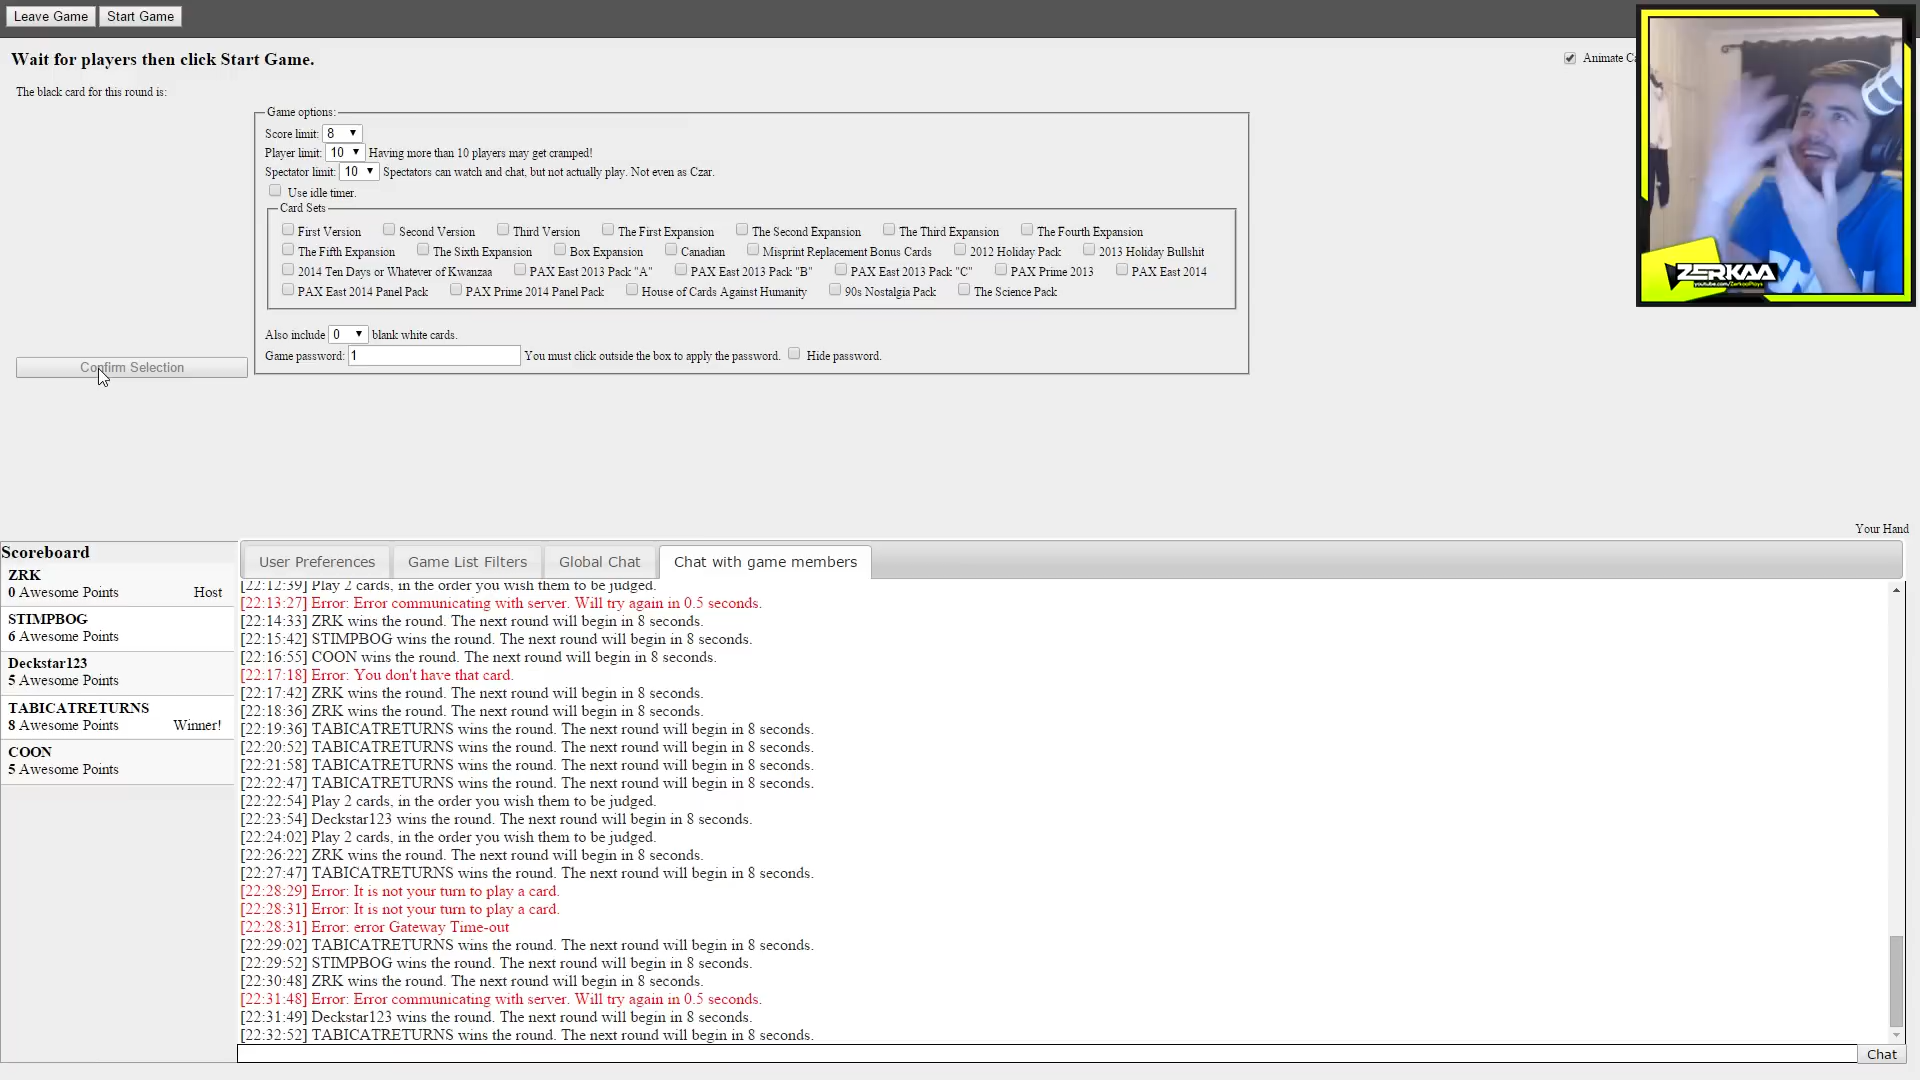 Leave Game Start Game
Wait for players then click Start Game.
Animate Ca
The black card for this round is:
Game options:
Score limit: 8
Player limit: 10 Having more than 10 players may get cramped!
Spectator limit: 10 Spectators can watch and chat, but not actually play. Not even as Czar.
Use idle timer.
Card Sets
First Version Second Version Third Version The First Expansion The Second Expansion The Third Expansion The Fourth Expansion
The Fifth Expansion The Sixth Expansion Box Expansion Canadian Misprint Replacement Bonus Cards 2012 Holiday Pack 2013 Holiday Bullshit
2014 Ten Days or Whatever of Kwanzaa PAX East 2013 Pack "A" PAX East 2013 Pack "B" PAX East 2013 Pack "C" PAX Prime 2013 PAX East 2014
PAX East 2014 Panel Pack PAX Prime 2014 Panel Pack House of Cards Against Humanity 90s Nostalgia Pack The Science Pack
Also include 0 blank white cards.
Game password: 1 You must click outside the box to apply the password. Hide password.
Confirm Selection
ZERKAA
youtube.com/ZerkaaPlays
Your Hand
Scoreboard
ZRK
0 Awesome Points Host
STIMPBOG
6 Awesome Points
Deckstar123
5 Awesome Points
TABICATRETURNS
8 Awesome Points Winner!
COON
5 Awesome Points
User Preferences Game List Filters Global Chat Chat with game members
[22:12:39] Play 2 cards, in the order you wish them to be judged.
[22:13:27] Error: Error communicating with server. Will try again in 0.5 seconds.
[22:14:33] ZRK wins the round. The next round will begin in 8 seconds.
[22:15:42] STIMPBOG wins the round. The next round will begin in 8 seconds.
[22:16:55] COON wins the round. The next round will begin in 8 seconds.
[22:17:18] Error: You don't have that card.
[22:17:42] ZRK wins the round. The next round will begin in 8 seconds.
[22:18:36] ZRK wins the round. The next round will begin in 8 seconds.
[22:19:36] TABICATRETURNS wins the round. The next round will begin in 8 seconds.
[22:20:52] TABICATRETURNS wins the round. The next round will begin in 8 seconds.
[22:21:58] TABICATRETURNS wins the round. The next round will begin in 8 seconds.
[22:22:47] TABICATRETURNS wins the round. The next round will begin in 8 seconds.
[22:22:54] Play 2 cards, in the order you wish them to be judged.
[22:23:54] Deckstar123 wins the round. The next round will begin in 8 seconds.
[22:24:02] Play 2 cards, in the order you wish them to be judged.
[22:26:22] ZRK wins the round. The next round will begin in 8 seconds.
[22:27:47] TABICATRETURNS wins the round. The next round will begin in 8 seconds.
[22:28:29] Error: It is not your turn to play a card.
[22:28:31] Error: It is not your turn to play a card.
[22:28:31] Error: error Gateway Time-out
[22:29:02] TABICATRETURNS wins the round. The next round will begin in 8 seconds.
[22:29:52] STIMPBOG wins the round. The next round will begin in 8 seconds.
[22:30:48] ZRK wins the round. The next round will begin in 8 seconds.
[22:31:48] Error: Error communicating with server. Will try again in 0.5 seconds.
[22:31:49] Deckstar123 wins the round. The next round will begin in 8 seconds.
[22:32:52] TABICATRETURNS wins the round. The next round will begin in 8 seconds.
Chat